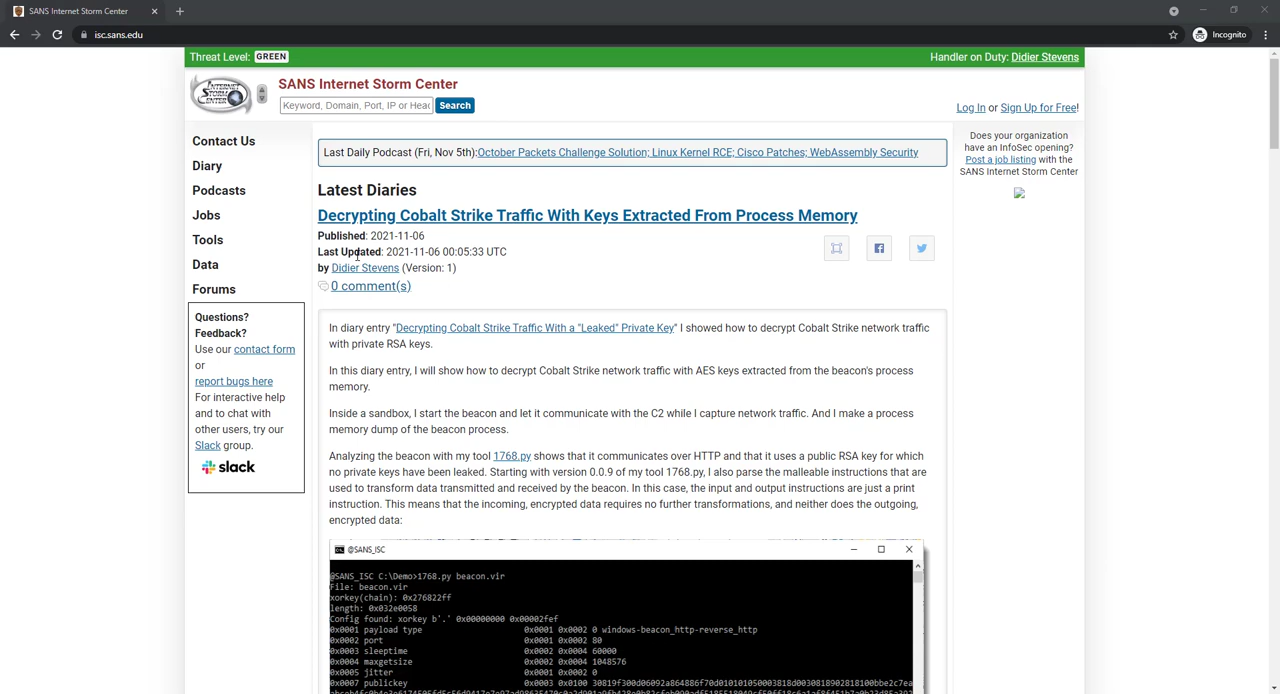 SANS Internet Storm Center
isc.sans.edu
Incognito
Threat Level: GREEN
Handler on Duty: Didier Stevens
INTERNET STORM CENTER
SANS Internet Storm Center
Keyword, Domain, Port, IP or Head
Search
Log In or Sign Up for Free!
Contact Us
Diary
Podcasts
Jobs
Tools
Data
Forums
Questions?
Feedback?
Use our contact form
or
report bugs here
For interactive help
and to chat with
other users, try our
Slack group.
slack
Last Daily Podcast (Fri, Nov 5th):October Packets Challenge Solution; Linux Kernel RCE; Cisco Patches; WebAssembly Security
Latest Diaries
Decrypting Cobalt Strike Traffic With Keys Extracted From Process Memory
Published: 2021-11-06
Last Updated: 2021-11-06 00:05:33 UTC
by Didier Stevens (Version: 1)
0 comment(s)
In diary entry "Decrypting Cobalt Strike Traffic With a "Leaked" Private Key" I showed how to decrypt Cobalt Strike network traffic
with private RSA keys.
In this diary entry, I will show how to decrypt Cobalt Strike network traffic with AES keys extracted from the beacon's process
memory.
Inside a sandbox, I start the beacon and let it communicate with the C2 while I capture network traffic. And I make a process
memory dump of the beacon process.
Analyzing the beacon with my tool 1768.py shows that it communicates over HTTP and that it uses a public RSA key for which
no private keys have been leaked. Starting with version 0.0.9 of my tool 1768.py, I also parse the malleable instructions that are
used to transform data transmitted and received by the beacon. In this case, the input and output instructions are just a print
instruction. This means that the incoming, encrypted data requires no further transformations, and neither does the outgoing,
encrypted data:
@SANS_ISC
@SANS_ISC C:\Demo>1768.py beacon.vir
File: beacon.vir
xorkey(chain): 0x276822ff
length: 0x032e0058
Config found: xorkey b'.' 0x00000000 0x00002fef
0x0001 payload type 0x0001 0x0002 0 windows-beacon_http-reverse_http
0x0002 port 0x0001 0x0002 80
0x0003 sleeptime 0x0002 0x0004 60000
0x0004 maxgetsize 0x0002 0x0004 1048576
0x0005 jitter 0x0001 0x0002 0
0x0007 publickey 0x0003 0x0100
Does your organization
have an InfoSec opening?
Post a job listing with the
SANS Internet Storm Center